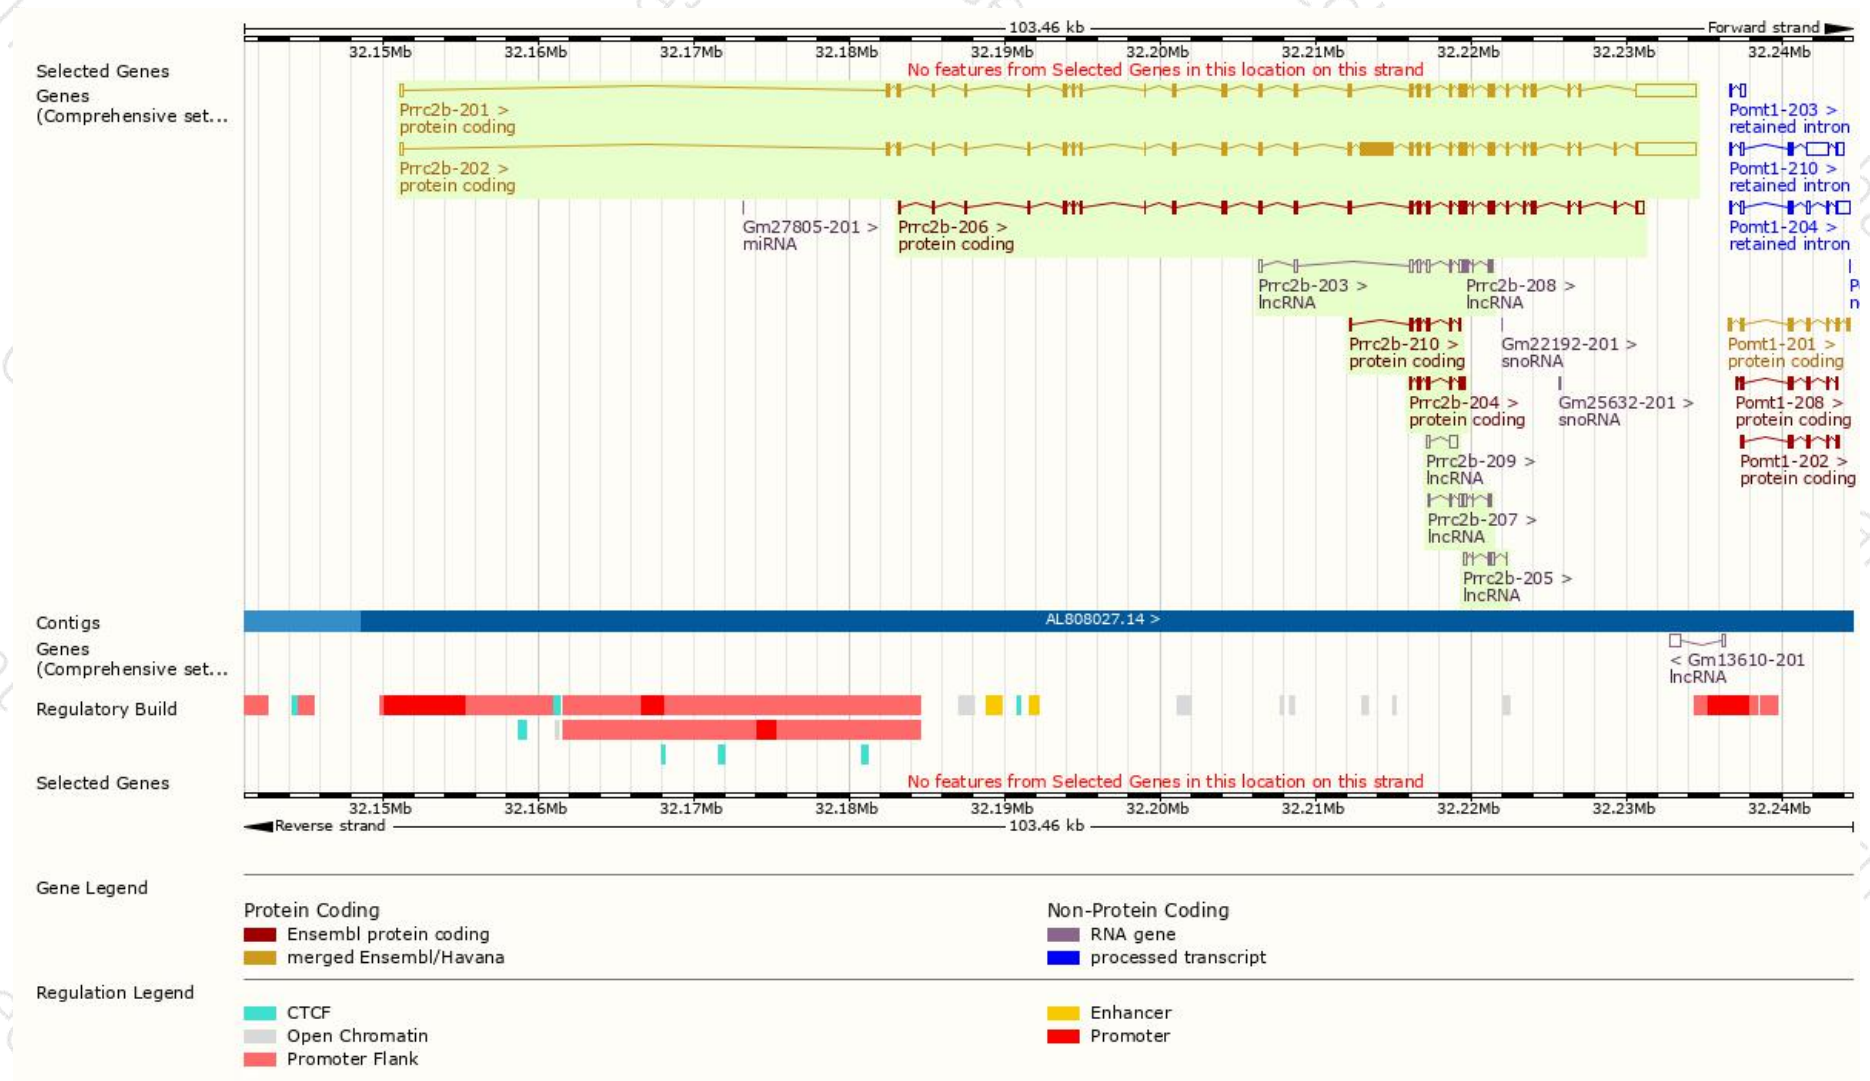 103.46 kb
Forward strand
32.15Mb 32.16Mb 32.17Mb 32.18Mb 32.19Mb 32.20Mb 32.21Mb 32.22Mb 32.23Mb 32.24Mb
Selected Genes
No features from Selected Genes in this location on this strand
Genes
(Comprehensive set...
Prrc2b-201 >
protein coding
Pomt1-203 >
retained intron
Prrc2b-202 >
protein coding
Pomt1-210 >
retained intron
Gm27805-201 >
miRNA
Prrc2b-206 >
protein coding
Pomt1-204 >
retained intron
Prrc2b-203 >
lncRNA
Prrc2b-208 >
lncRNA
Prrc2b-210 >
protein coding
Gm22192-201 >
snoRNA
Pomt1-201 >
protein coding
Prrc2b-204 >
protein coding
Gm25632-201 >
snoRNA
Pomt1-208 >
protein coding
Prrc2b-209 >
lncRNA
Pomt1-202 >
protein coding
Prrc2b-207 >
lncRNA
Prrc2b-205 >
lncRNA
Contigs
AL808027.14 >
Genes
(Comprehensive set...
< Gm13610-201
lncRNA
Regulatory Build
Selected Genes
No features from Selected Genes in this location on this strand
32.15Mb 32.16Mb 32.17Mb 32.18Mb 32.19Mb 32.20Mb 32.21Mb 32.22Mb 32.23Mb 32.24Mb
Reverse strand
103.46 kb
Gene Legend
Protein Coding
Non-Protein Coding
Ensembl protein coding
RNA gene
merged Ensembl/Havana
processed transcript
Regulation Legend
CTCF
Enhancer
Open Chromatin
Promoter
Promoter Flank